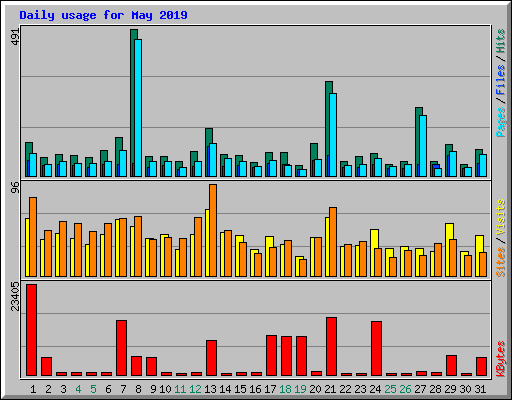 Daily usage for May 2019
491
Pages / Files / Hits
96
Sites / Visits
23405
KBytes
1 2 3 4 5 6 7 8 9 10 11 12 13 14 15 16 17 18 19 20 21 22 23 24 25 26 27 28 29 30 31